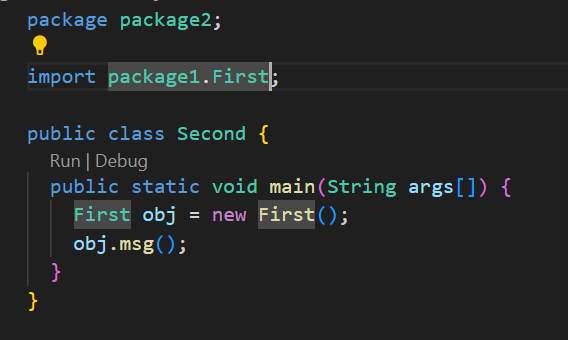 package package2;
import package1.First;
public class Second {
Run | Debug
public static void main(String args[]) {
First obj = new First();
obj.msg();
}
}